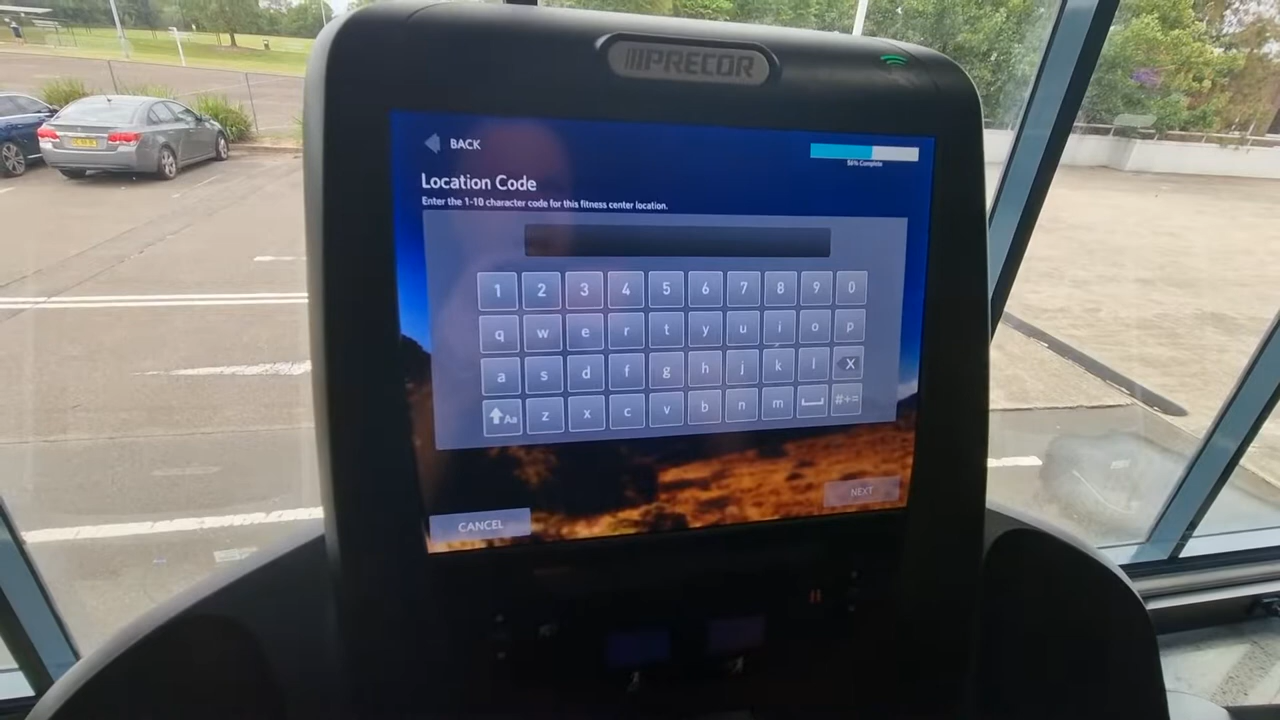 PRECOR
BACK
56% Complete
Location Code
Enter the 1-10 character code for this fitness center location.
1 2 3 4 5 6 7 8 9 0
q w e r t y u i o p
a s d f g h j k l X
Aa z x c v b n m #+=
NEXT
CANCEL